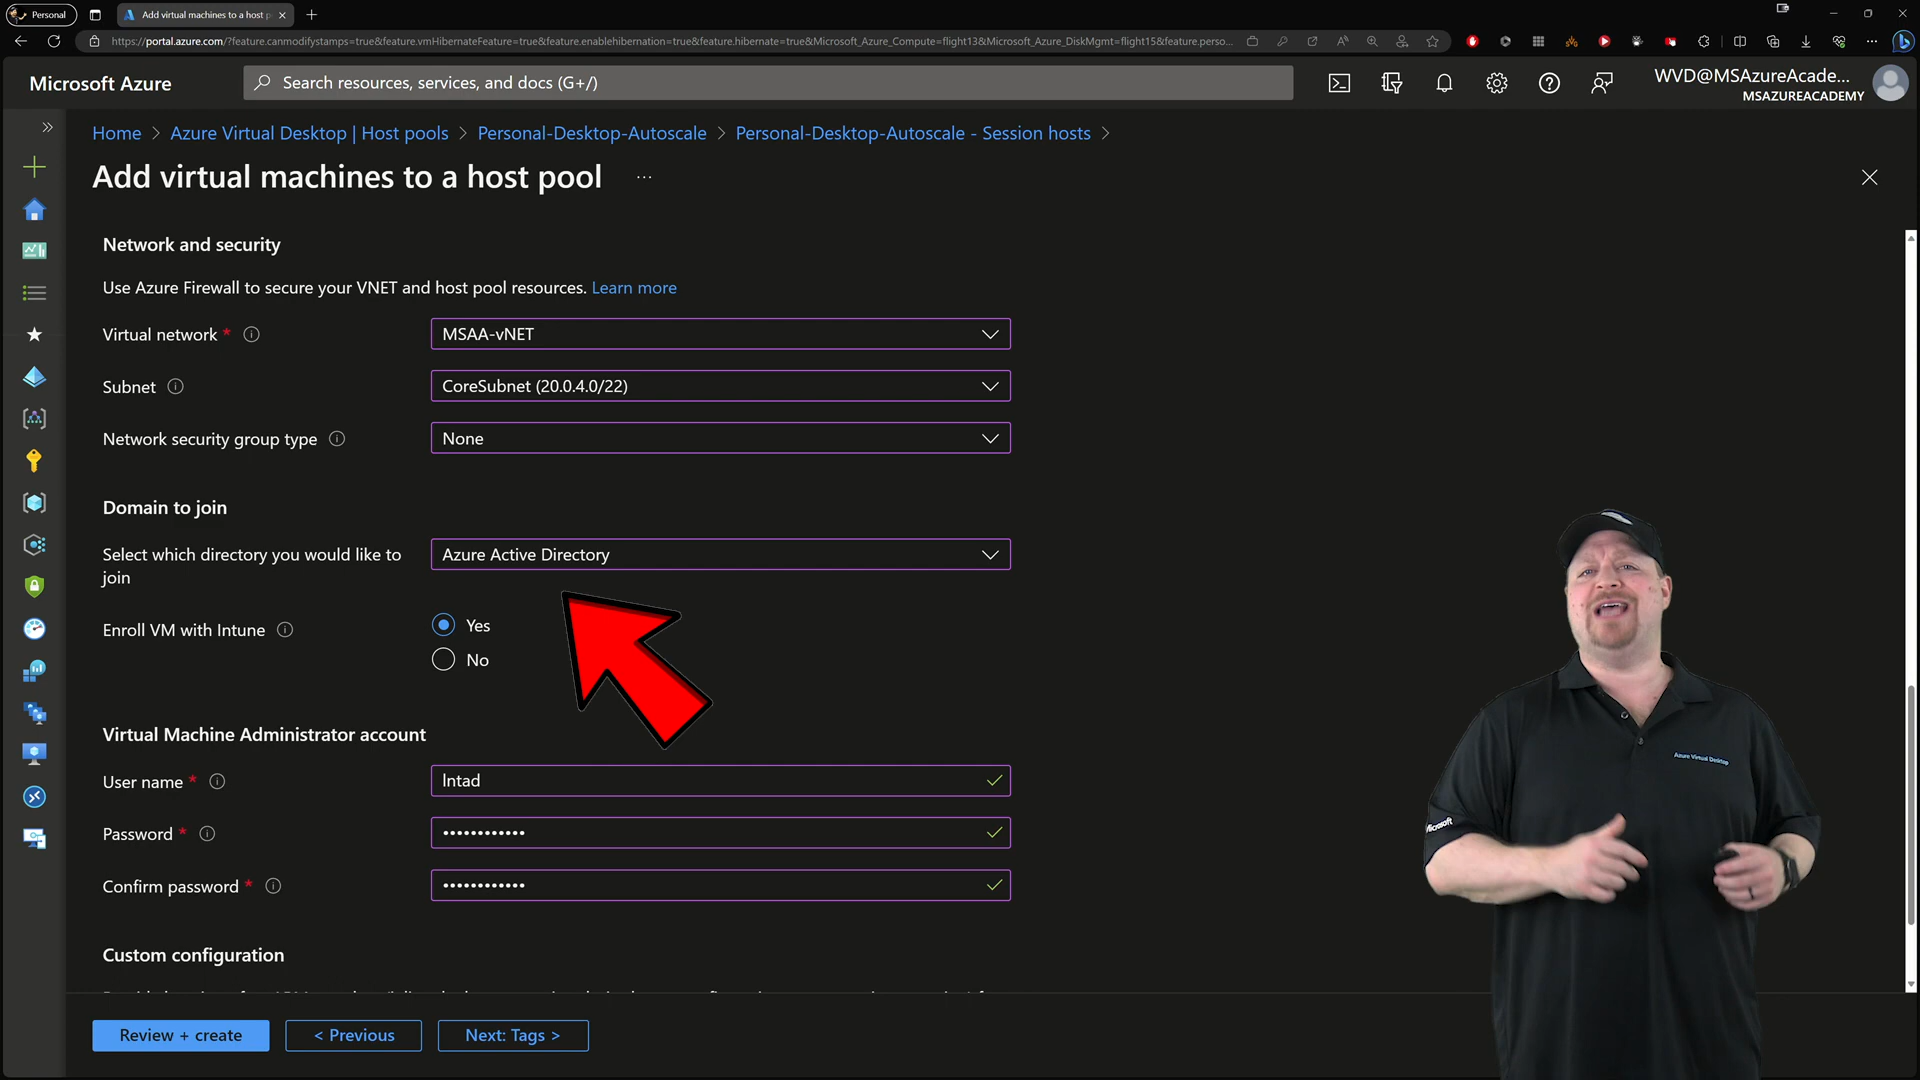 Personal
Add virtual machines to a host p
https://portal.azure.com/?feature.canmodifystamps=true&feature.vmHibernateFeature=true&feature.enablehibernation=true&feature.hibernate=true&Microsoft_Azure_Compute=flight13&Microsoft_Azure_DiskMgmt=flight15&feature.perso...
Microsoft Azure
Search resources, services, and docs (G+/)
WVD@MSAzureAcade...
MSAZUREACADEMY
Home > Azure Virtual Desktop | Host pools > Personal-Desktop-Autoscale > Personal-Desktop-Autoscale - Session hosts >
Add virtual machines to a host pool ...
Network and security
Use Azure Firewall to secure your VNET and host pool resources. Learn more
Virtual network * MSAA-vNET
Subnet CoreSubnet (20.0.4.0/22)
Network security group type None
Domain to join
Select which directory you would like to join Azure Active Directory
Enroll VM with Intune Yes
No
Virtual Machine Administrator account
User name * lntad
Password * ••••••••••••
Confirm password * ••••••••••••
Custom configuration
Azure Virtual Desktop
Microsoft
Review + create
< Previous
Next: Tags >